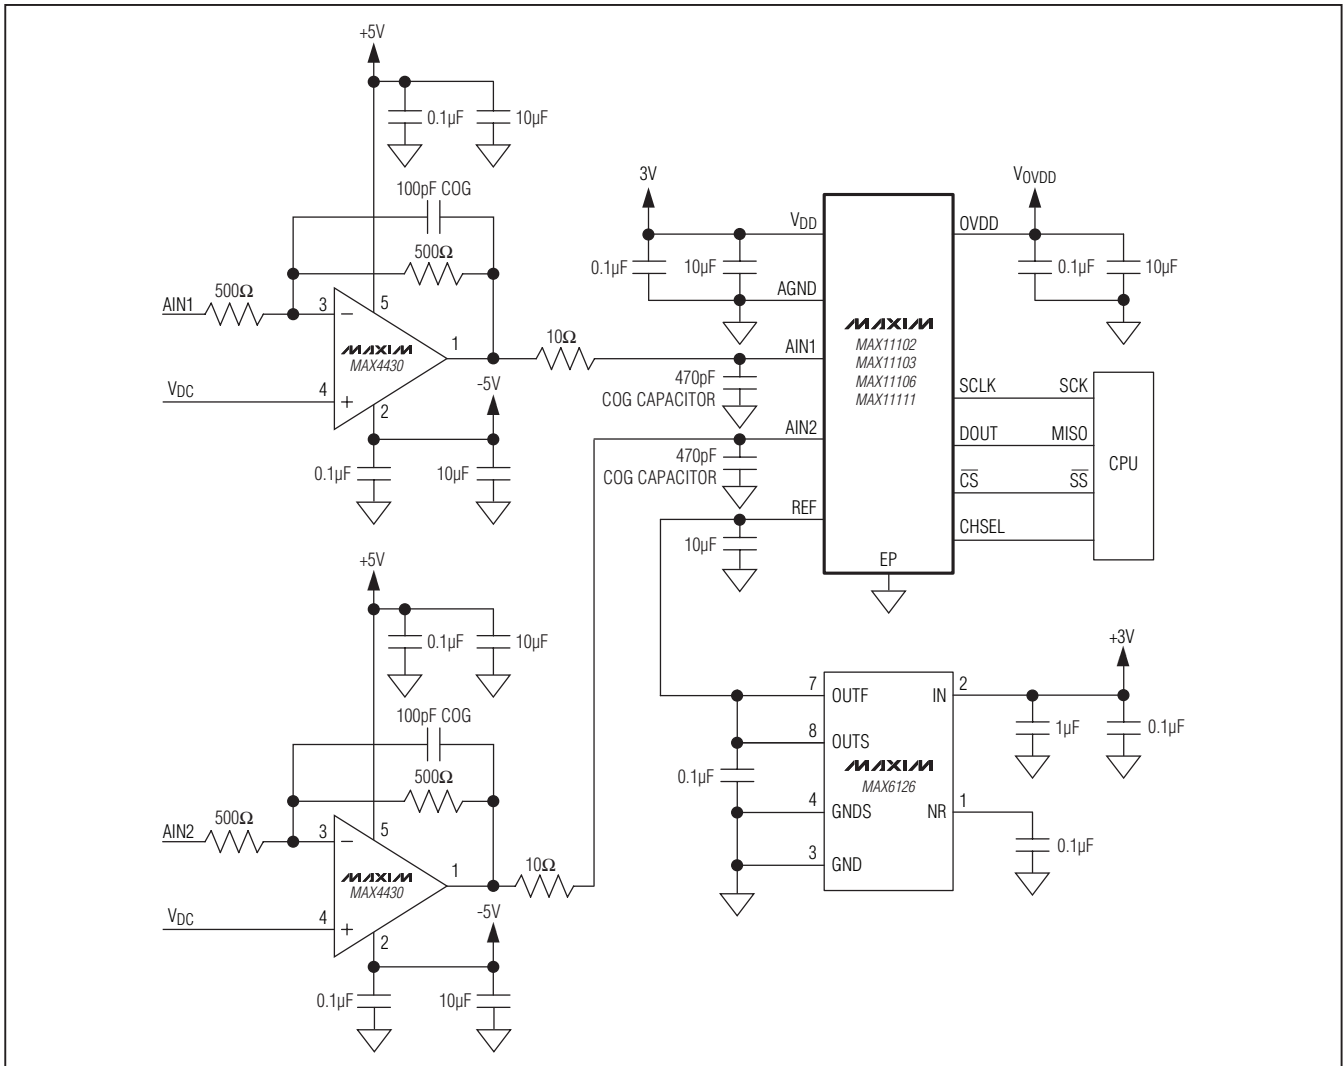 +5V
0.1µF
10µF
100pF COG
500Ω
AIN1
500Ω
3
5
−
MAXIM
MAX4430
1
10Ω
VDC
4
+
2
-5V
0.1µF
10µF
3V
VDD
0.1µF
10µF
AGND
AIN1
470pF
COG CAPACITOR
AIN2
470pF
COG CAPACITOR
REF
10µF
MAXIM
MAX11102
MAX11103
MAX11106
MAX11111
EP
VOVDD
OVDD
0.1µF
10µF
SCLK
SCK
DOUT
MISO
CS
SS
CHSEL
CPU
+5V
0.1µF
10µF
100pF COG
500Ω
AIN2
500Ω
3
5
−
MAXIM
MAX4430
1
10Ω
VDC
4
+
2
-5V
0.1µF
10µF
+3V
7
OUTF
IN
2
1µF
0.1µF
8
OUTS
MAXIM
MAX6126
0.1µF
4
GNDS
NR
1
0.1µF
3
GND